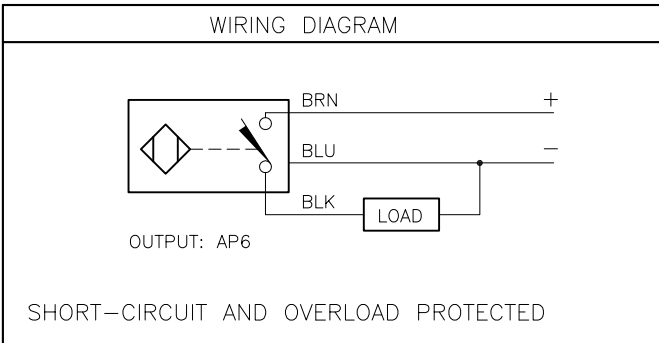 WIRING DIAGRAM
BRN +
BLU −
BLK LOAD
OUTPUT: AP6
SHORT-CIRCUIT AND OVERLOAD PROTECTED